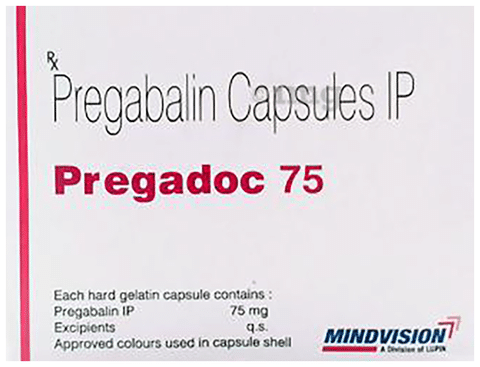 Rx
Pregabalin Capsules IP
Pregadoc 75
Each hard gelatin capsule contains :
Pregabalin IP 75 mg
Excipients q.s.
Approved colours used in capsule shell
MINDVISION
A Division of LUPIN